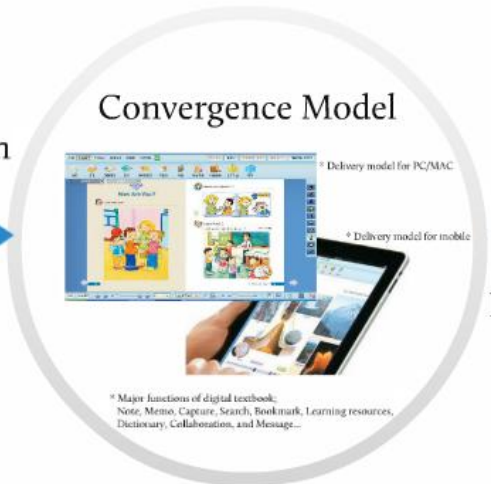 Convergence Model
* Delivery model for PC/MAC
* Delivery model for mobile
* Major functions of digital textbook;
Note, Memo, Capture, Search, Bookmark, Learning resources,
Dictionary, Collaboration, and Message...